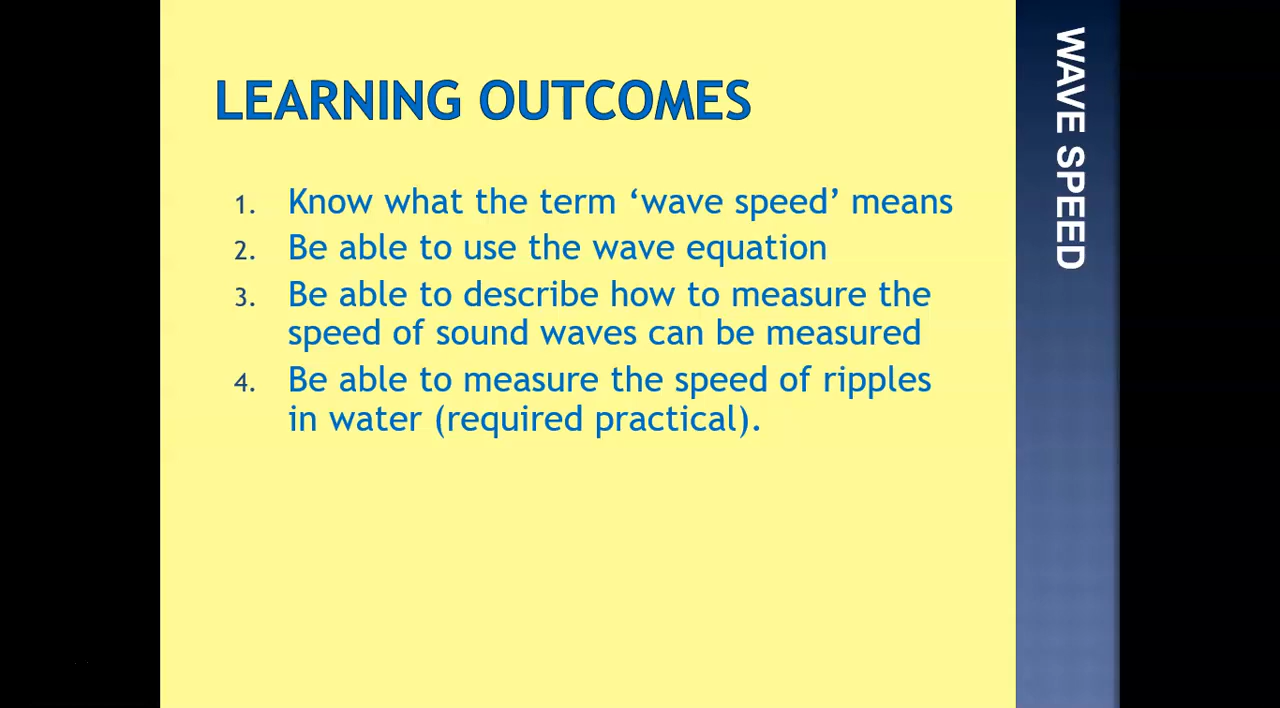 LEARNING OUTCOMES
1. Know what the term ‘wave speed’ means
2. Be able to use the wave equation
3. Be able to describe how to measure the
speed of sound waves can be measured
4. Be able to measure the speed of ripples
in water (required practical).
WAVE SPEED